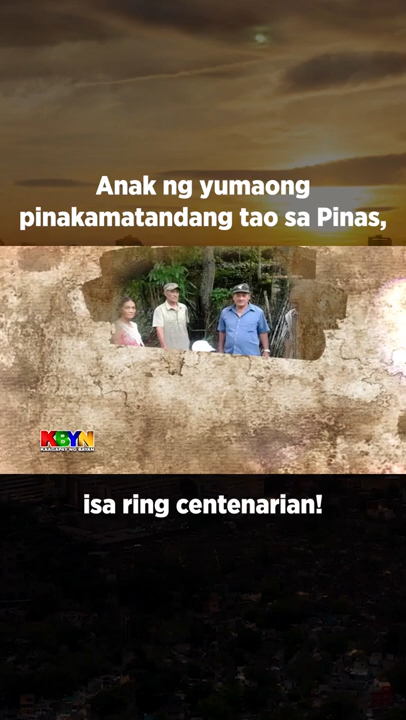 Anak ng yumaong
pinakamatandang tao sa Pinas,
KBYN
KAAGAPAY NG BAYAN
isa ring centenarian!